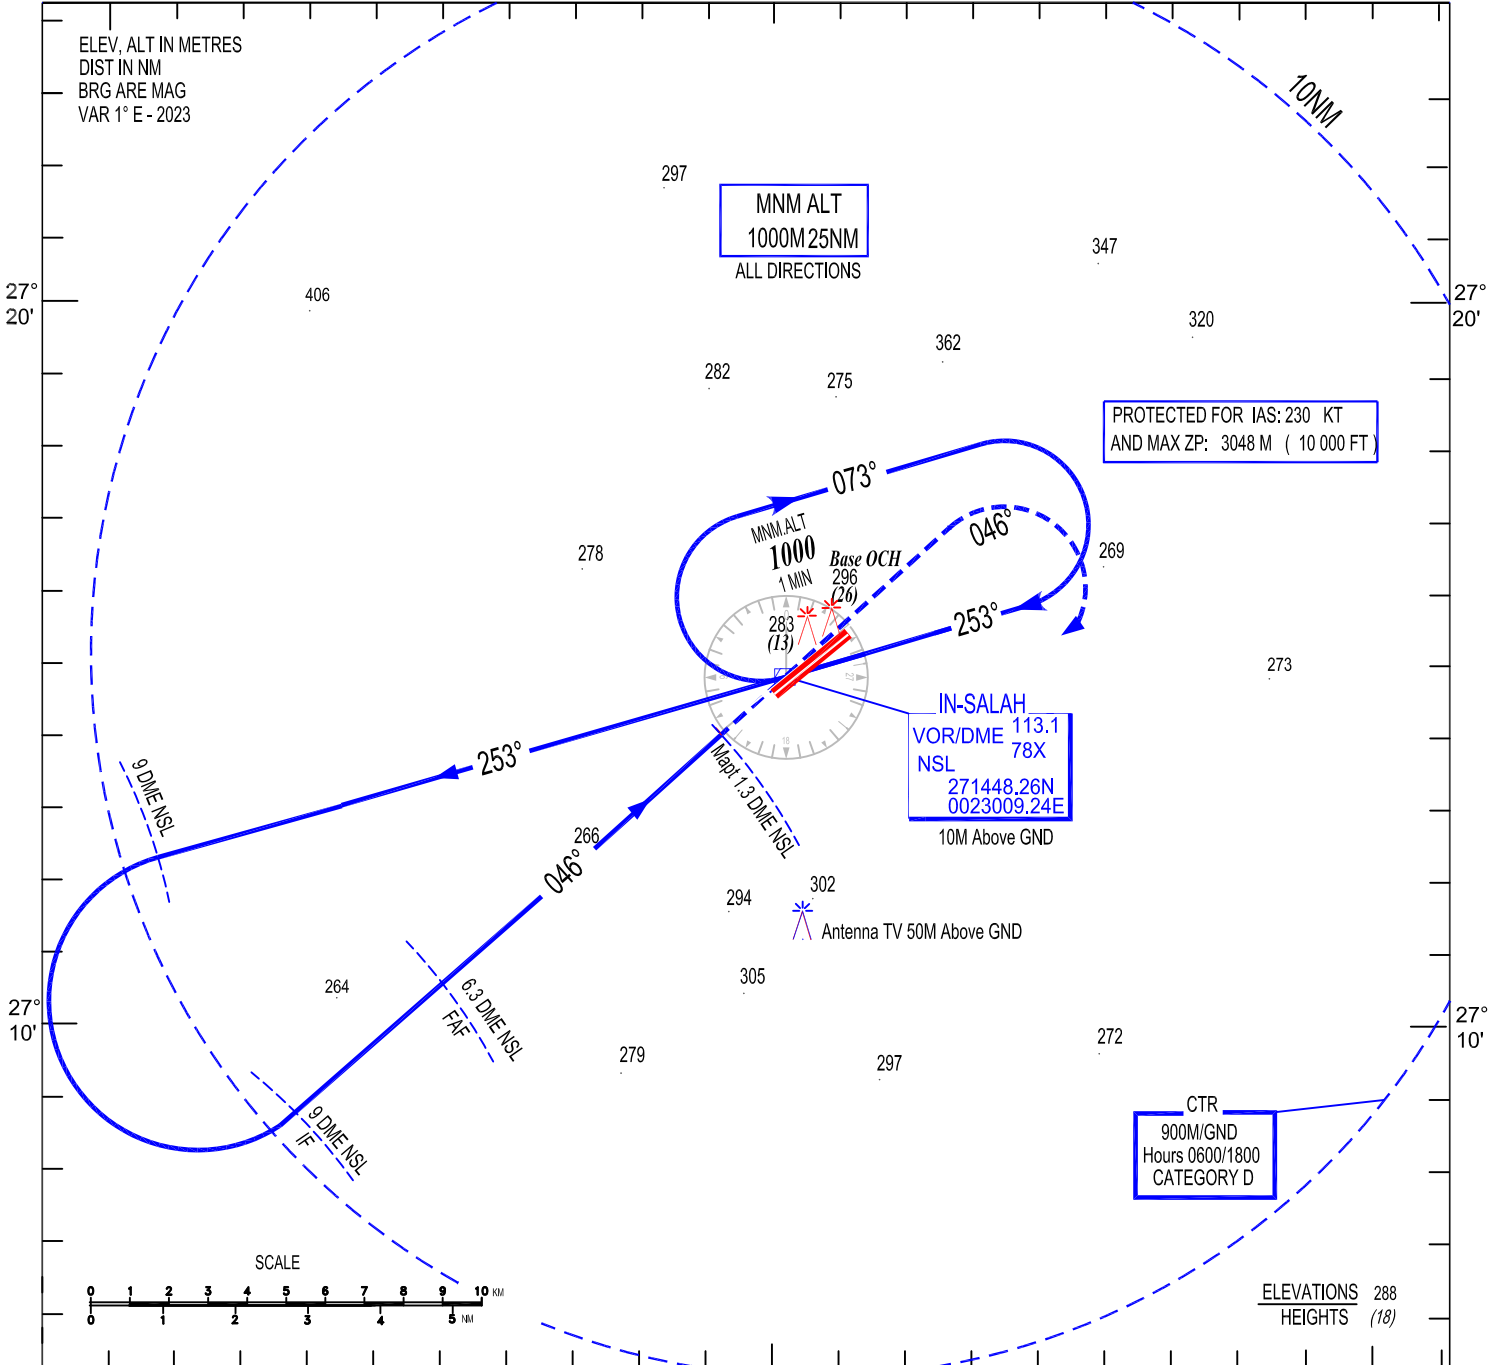 ELEV, ALT IN METRES
DIST IN NM
BRG ARE MAG
VAR 1° E - 2023
10NM
297
MNM ALT
1000M 25NM
ALL DIRECTIONS
347
27°
20'
406
27°
20'
320
362
282
275
PROTECTED FOR IAS: 230 KT
AND MAX ZP: 3048 M ( 10 000 FT )
073°
MNM.ALT
1000
1 MIN
046°
278
Base OCH
296
(26)
269
283
(13)
253°
273
27
18
IN-SALAH
VOR/DME 113.1
78X
NSL
271448.26N
0023009.24E
10M Above GND
253°
9 DME NSL
Mapt 1.3 DME NSL
266
046°
294
302
Antenna TV 50M Above GND
264
305
6.3 DME NSL
FAF
27°
10'
27°
10'
279
297
272
9 DME NSL
IF
CTR
900M/GND
Hours 0600/1800
CATEGORY D
SCALE
0 1 2 3 4 5 6 7 8 9 10 KM
0 1 2 3 4 5 NM
ELEVATIONS 288
HEIGHTS (18)